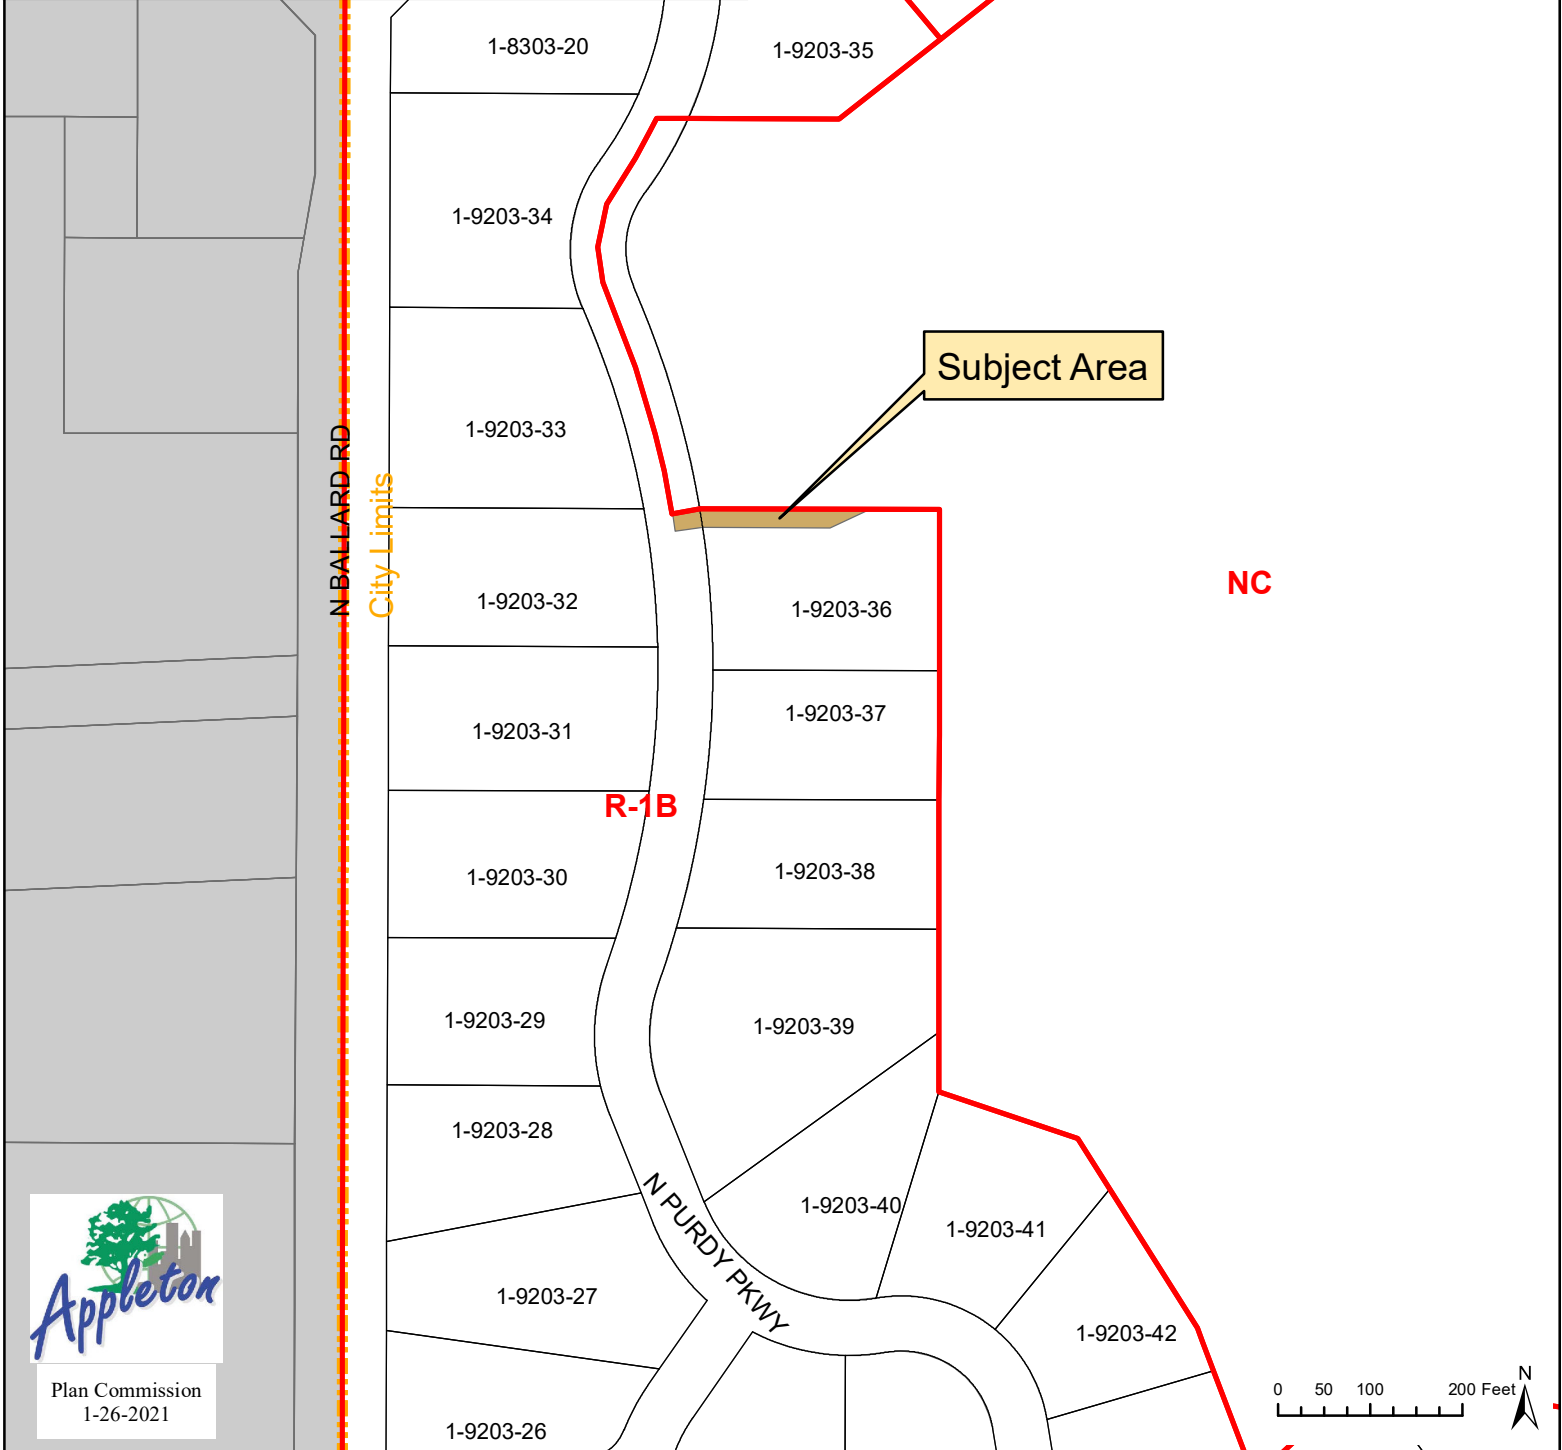 1-8303-20
1-9203-35
1-9203-34
Subject Area
1-9203-33
N BALLARD RD
City Limits
NC
1-9203-32
1-9203-36
1-9203-37
1-9203-31
R-1B
1-9203-30
1-9203-38
1-9203-29
1-9203-39
1-9203-28
N PURDY PKWY
1-9203-40
1-9203-41
1-9203-27
1-9203-42
Appleton
Plan Commission
1-26-2021
1-9203-26
0 50 100 200 Feet
N